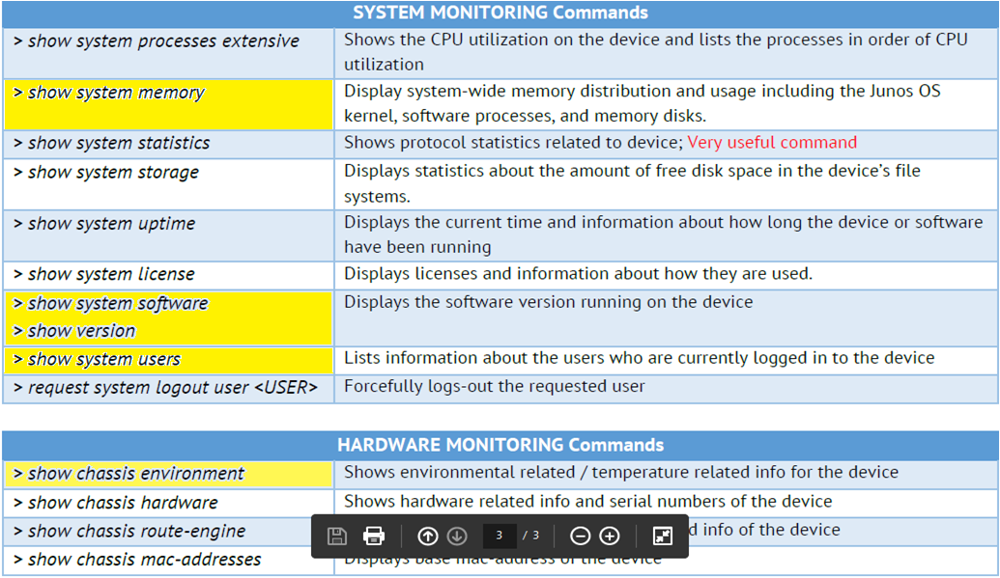 SYSTEM MONITORING Commands
> show system processes extensive
Shows the CPU utilization on the device and lists the processes in order of CPU
utilization
> show system memory
Display system-wide memory distribution and usage including the Junos OS
kernel, software processes, and memory disks.
> show system statistics
Shows protocol statistics related to device; Very useful command
> show system storage
Displays statistics about the amount of free disk space in the device's file
systems.
> show system uptime
Displays the current time and information about how long the device or software
have been running
> show system license
Displays licenses and information about how they are used.
> show system software
> show version
Displays the software version running on the device
> show system users
Lists information about the users who are currently logged in to the device
> request system logout user <USER>
Forcefully logs-out the requested user
HARDWARE MONITORING Commands
> show chassis environment
Shows environmental related / temperature related info for the device
> show chassis hardware
Shows hardware related info and serial numbers of the device
> show chassis route-engine
d info of the device
> show chassis mac-addresses
Displays base mac-address of the device
3 / 3